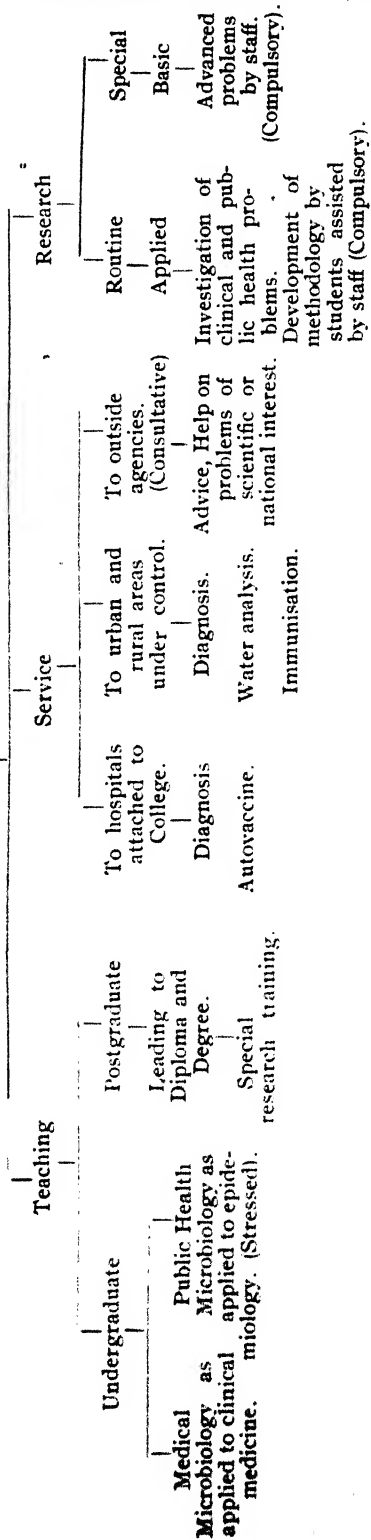 Teaching
Service
Research
Undergraduate
Postgraduate
Medical
Microbiology as
applied to clinical
medicine.
Public Health
Microbiology as
applied to epide-
miology. (Stressed).
Leading to
Diploma and
Degree.
Special
research training.
To hospitals
attached to
College.
Diagnosis
Autovaccine.
To urban and
rural areas
under control.
Diagnosis.
Water analysis.
Immunisation.
To outside
agencies.
(Consultative)
Advice, Help on
problems of
scientific or
national interest.
Routine
Applied
Investigation of
clinical and pub-
lic health pro-
blems.
Development of
methodology by
students assisted
by staff (Compulsory).
Special
Basic
Advanced
problems
by staff.
(Compulsory).